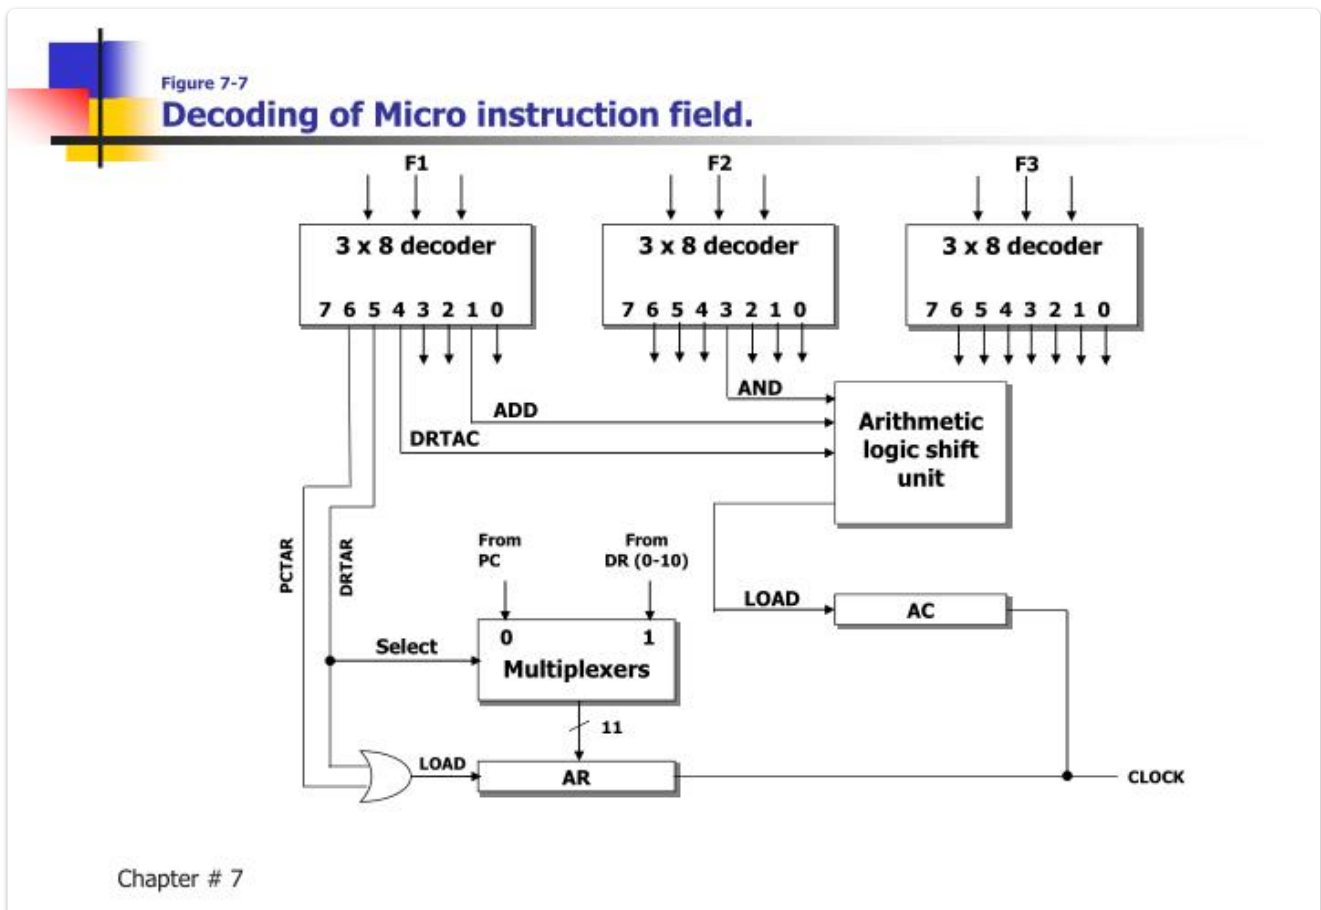 Figure 7-7
Decoding of Micro instruction field.
F1
F2
F3
3 x 8 decoder
3 x 8 decoder
3 x 8 decoder
7 6 5 4 3 2 1 0
7 6 5 4 3 2 1 0
7 6 5 4 3 2 1 0
AND
ADD
DRTAC
Arithmetic
logic shift
unit
PCTAR
DRTAR
From
PC
From
DR (0-10)
LOAD
AC
Select
0
1
Multiplexers
11
LOAD
AR
CLOCK
Chapter # 7